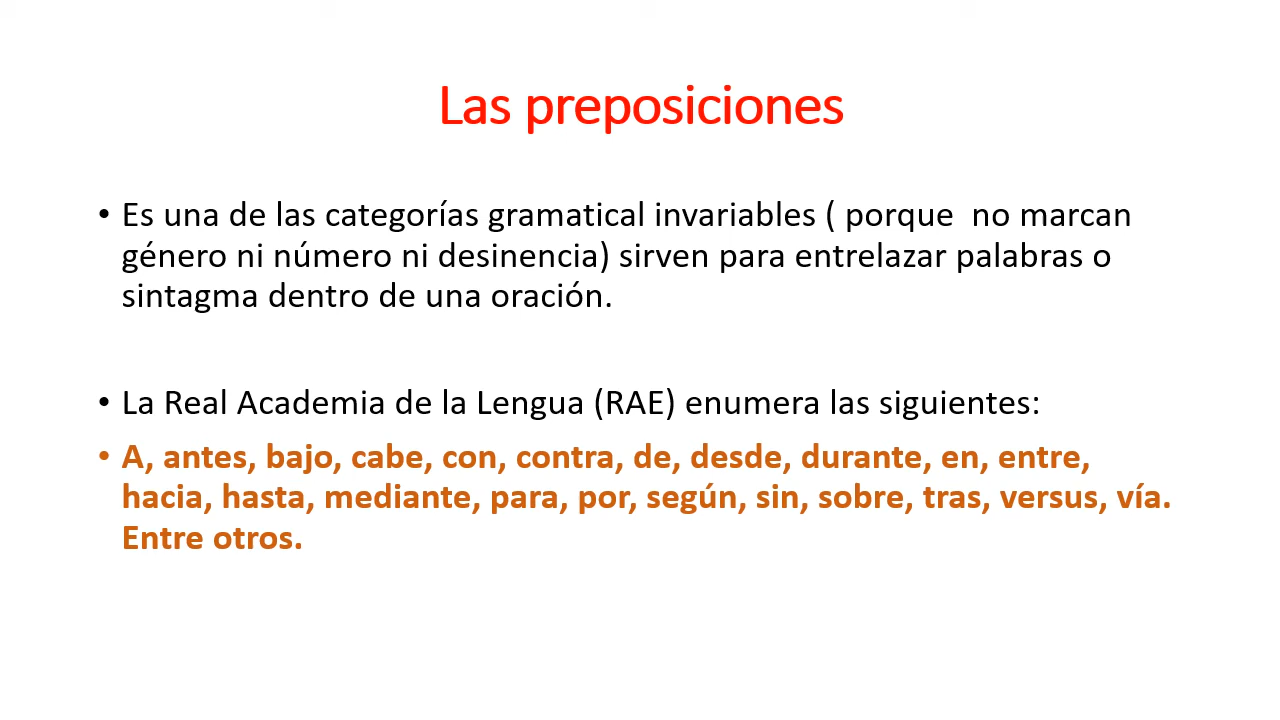 Las preposiciones
• Es una de las categorías gramatical invariables ( porque  no marcan
género ni número ni desinencia) sirven para entrelazar palabras o
sintagma dentro de una oración.
• La Real Academia de la Lengua (RAE) enumera las siguientes:
• A, antes, bajo, cabe, con, contra, de, desde, durante, en, entre,
hacia, hasta, mediante, para, por, según, sin, sobre, tras, versus, vía.
Entre otros.